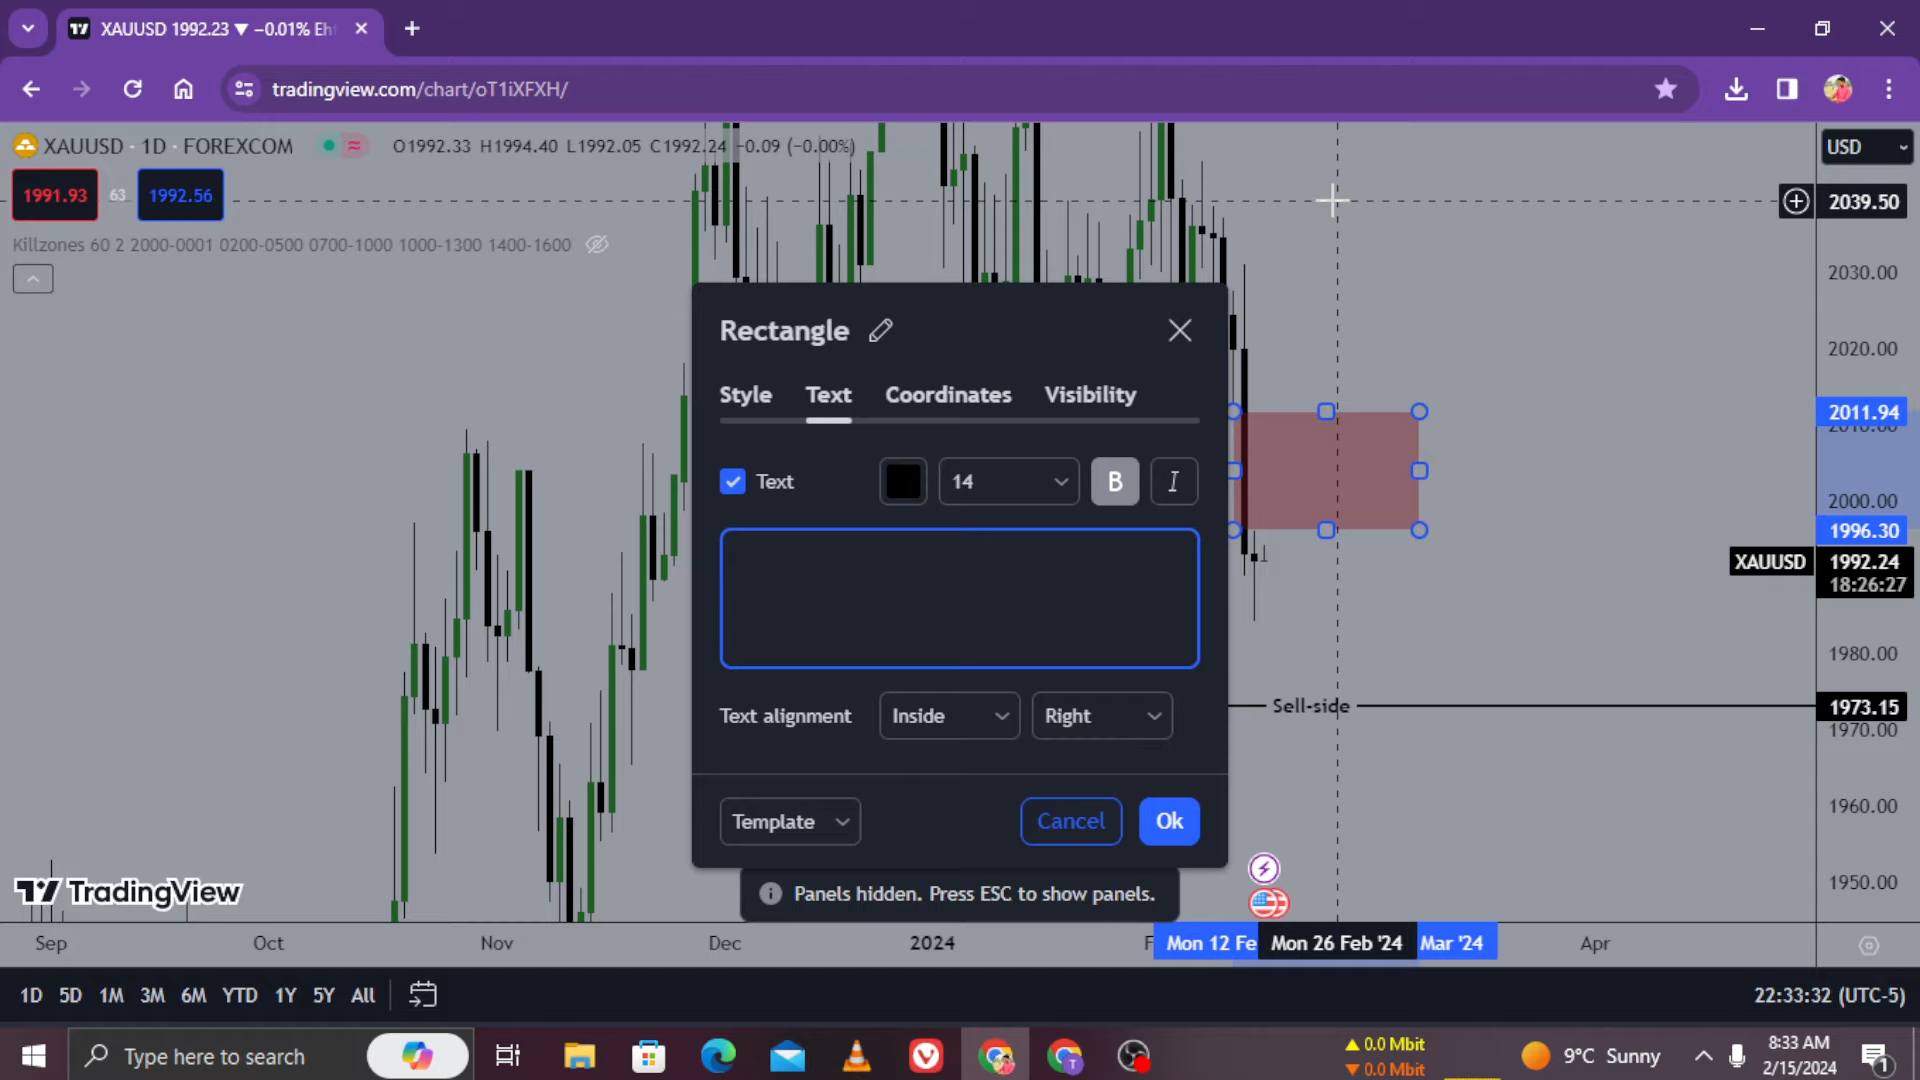 XAUUSD 1992.23 ▼ −0.01% Eh
tradingview.com/chart/oT1iXFXH/
XAUUSD · 1D · FOREXCOM
O1992.33 H1994.40 L1992.05 C1992.24 −0.09 (−0.00%)
USD
1991.93
63
1992.56
2039.50
Killzones 60 2 2000-0001 0200-0500 0700-1000 1000-1300 1400-1600
2030.00
2020.00
2011.94
2010.00
2000.00
1996.30
XAUUSD
1992.24
18:26:27
1980.00
1973.15
1970.00
1960.00
1950.00
Rectangle
Style
Text
Coordinates
Visibility
Text
14
B
I
Text alignment
Inside
Right
Sell-side
Template
Cancel
Ok
Panels hidden. Press ESC to show panels.
TradingView
Sep
Oct
Nov
Dec
2024
F
Mon 12 Fe
Mon 26 Feb '24
Mar '24
Apr
1D 5D 1M 3M 6M YTD 1Y 5Y All
22:33:32 (UTC-5)
Type here to search
▲ 0.0 Mbit
▼ 0.0 Mbit
9°C Sunny
8:33 AM
2/15/2024
1